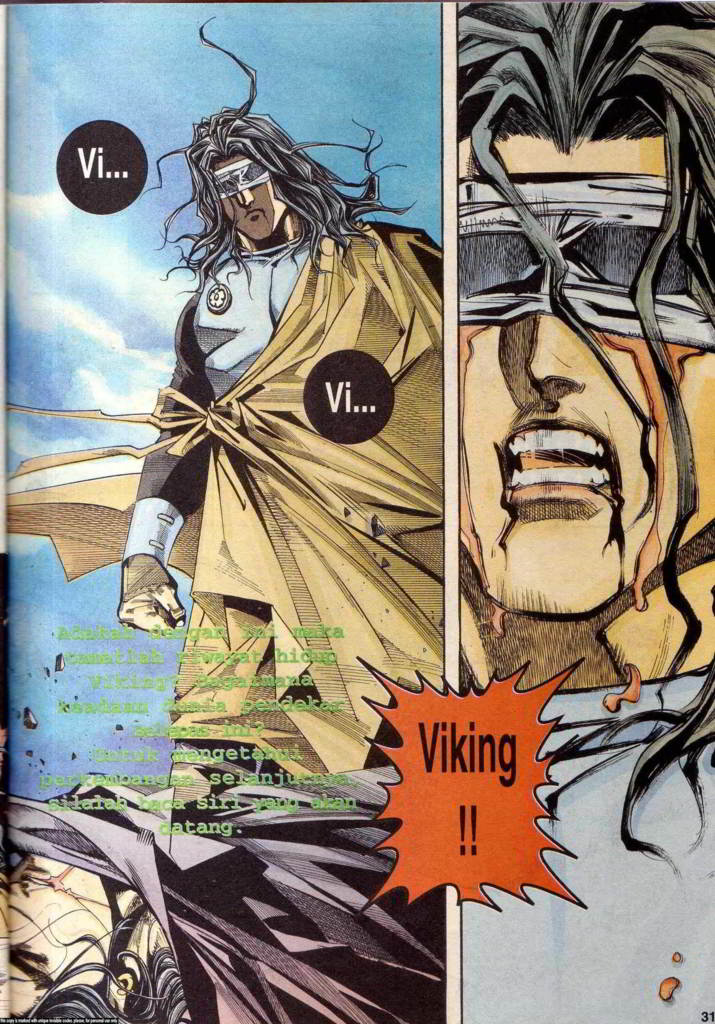 Vi...
Vi...
Adakah dengan ini maka
tamatlah riwayat hidup
Viking? Bagaimana
keadaan dunia pendekar
selepas ini?
Untuk mengetahui
perkembangan selanjutnya,
silalah baca siri yang akan
datang.
Viking
!!
31